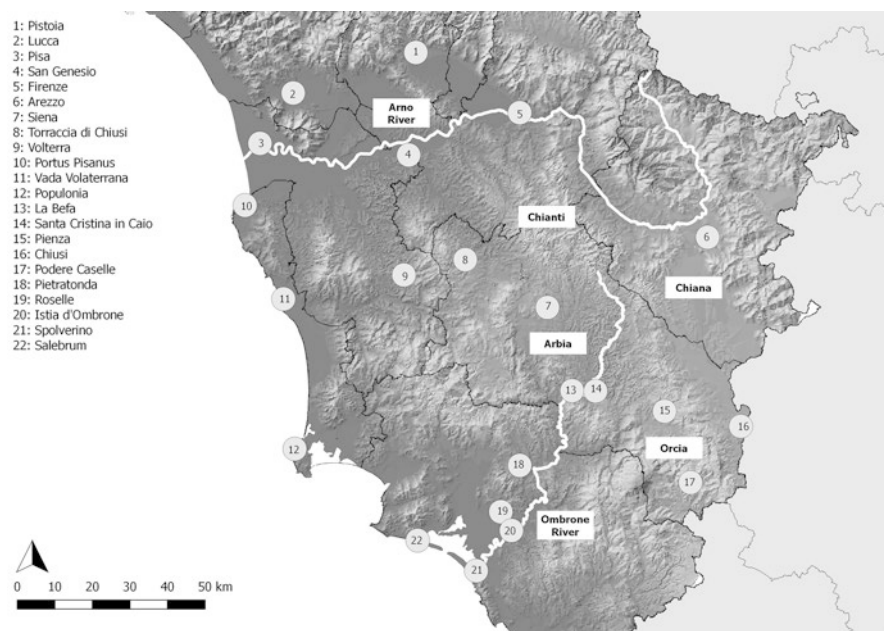 1: Pistoia
2: Lucca
3: Pisa
4: San Genesio
5: Firenze
6: Arezzo
7: Siena
8: Torraccia di Chiusi
9: Volterra
10: Portus Pisanus
11: Vada Volaterrana
12: Populonia
13: La Befa
14: Santa Cristina in Caio
15: Pienza
16: Chiusi
17: Podere Caselle
18: Pietratonda
19: Roselle
20: Istia d'Ombrone
21: Spolverino
22: Salebrum
1
2
Arno
River
5
3
4
10
Chianti
6
8
9
7
Chiana
11
Arbia
13
14
15
16
12
Orcia
18
17
19
Ombrone
River
20
22
21
0 10 20 30 40 50 km